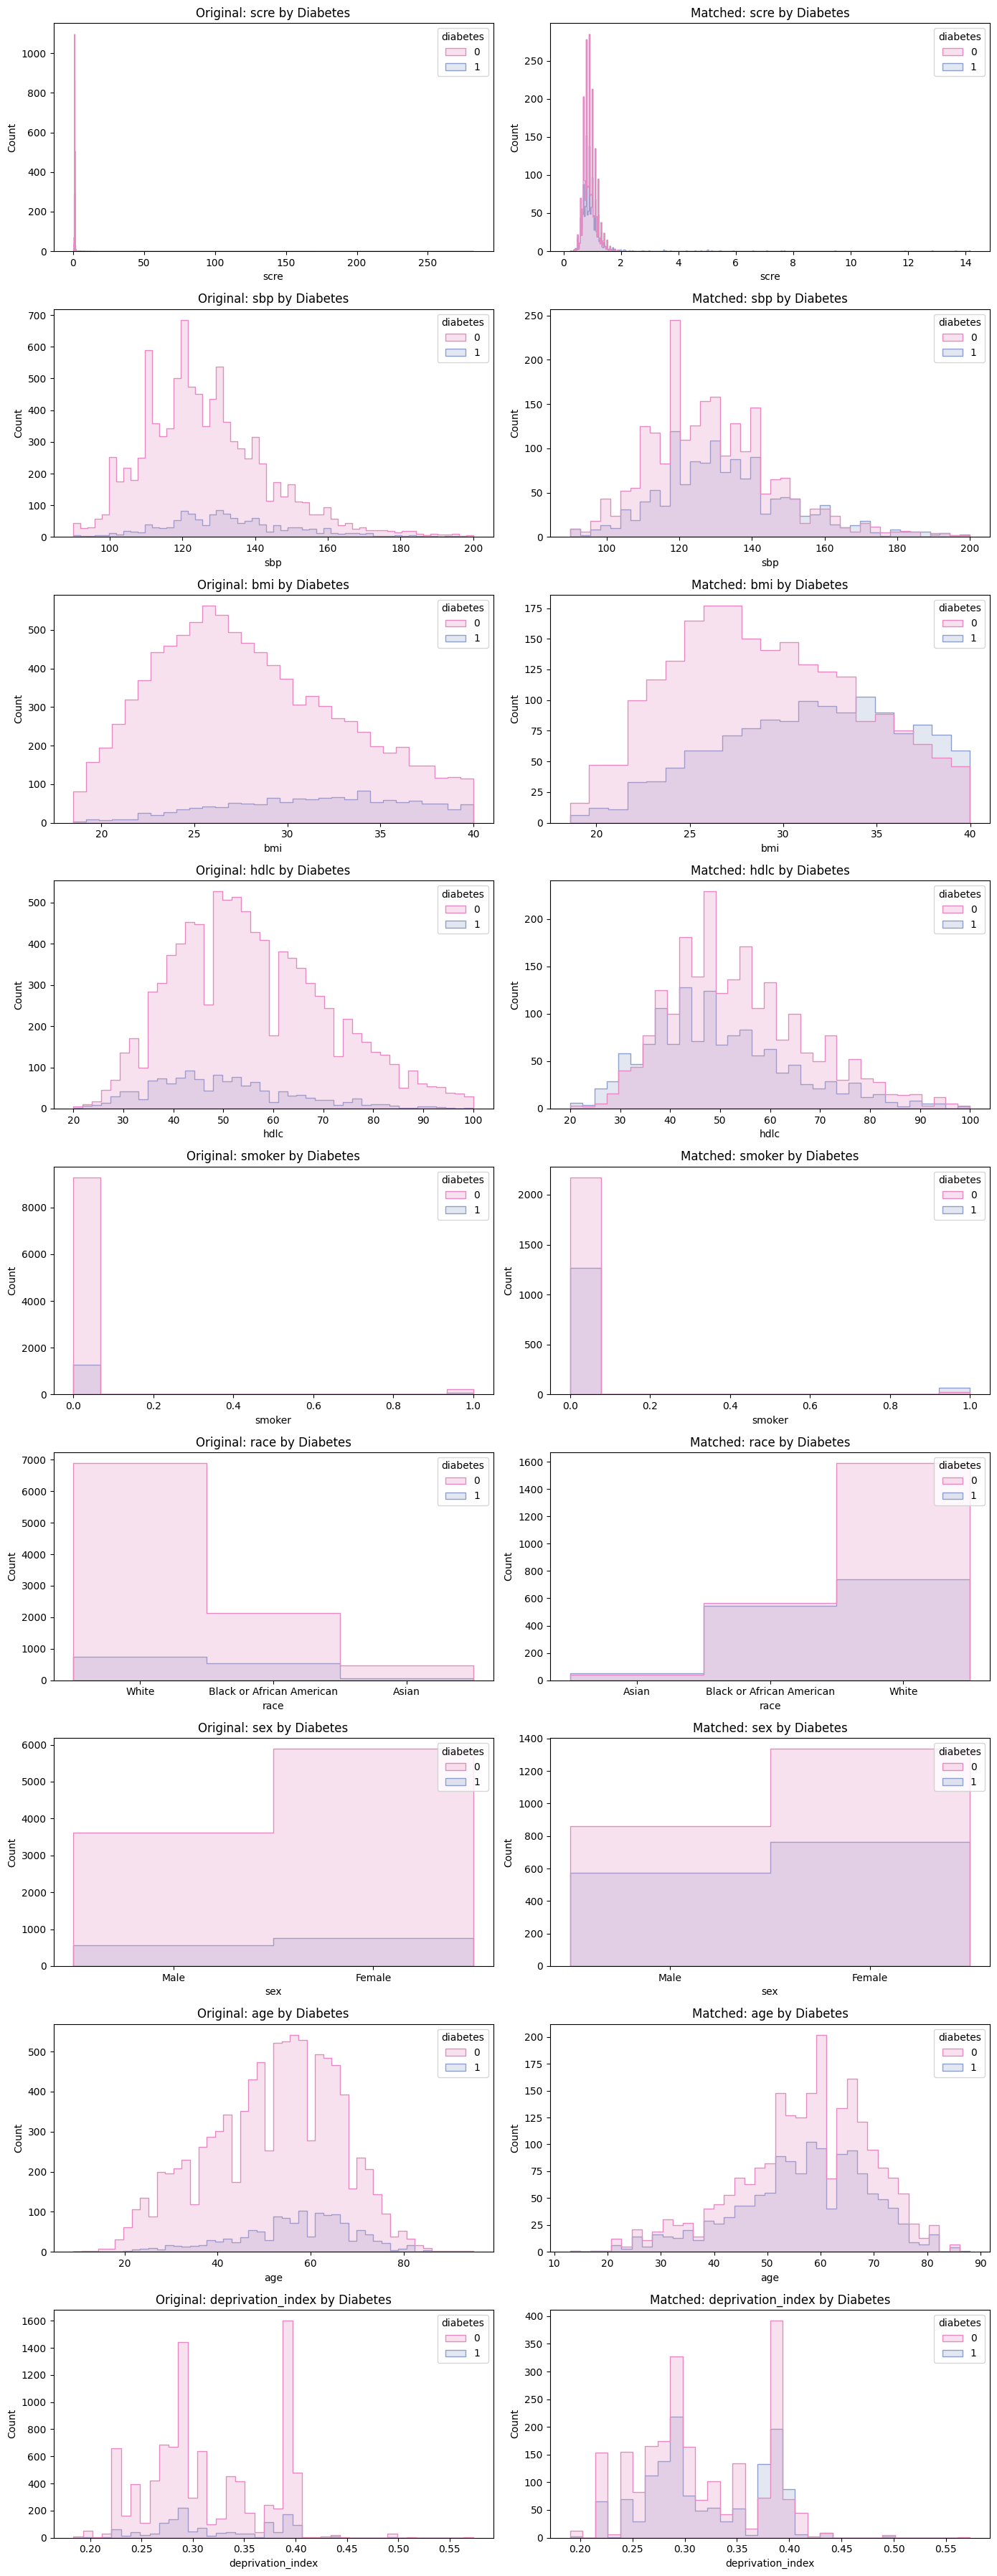 Original: scre by Diabetes
Count
1000
800
600
400
200
0
0 50 100 150 200 250
scre
diabetes
0
1
Matched: scre by Diabetes
Count
250
200
150
100
50
0
0 2 4 6 8 10 12 14
scre
diabetes
0
1
Original: sbp by Diabetes
Count
700
600
500
400
300
200
100
0
100 120 140 160 180 200
sbp
diabetes
0
1
Matched: sbp by Diabetes
Count
250
200
150
100
50
0
100 120 140 160 180 200
sbp
diabetes
0
1
Original: bmi by Diabetes
Count
500
400
300
200
100
0
20 25 30 35 40
bmi
diabetes
0
1
Matched: bmi by Diabetes
Count
175
150
125
100
75
50
25
0
20 25 30 35 40
bmi
diabetes
0
1
Original: hdlc by Diabetes
Count
500
400
300
200
100
0
20 30 40 50 60 70 80 90 100
hdlc
diabetes
0
1
Matched: hdlc by Diabetes
Count
200
150
100
50
0
20 30 40 50 60 70 80 90 100
hdlc
diabetes
0
1
Original: smoker by Diabetes
Count
8000
6000
4000
2000
0
0.0 0.2 0.4 0.6 0.8 1.0
smoker
diabetes
0
1
Matched: smoker by Diabetes
Count
2000
1500
1000
500
0
0.0 0.2 0.4 0.6 0.8 1.0
smoker
diabetes
0
1
Original: race by Diabetes
Count
7000
6000
5000
4000
3000
2000
1000
0
White Black or African American Asian
race
diabetes
0
1
Matched: race by Diabetes
Count
1600
1400
1200
1000
800
600
400
200
0
Asian Black or African American White
race
diabetes
0
1
Original: sex by Diabetes
Count
6000
5000
4000
3000
2000
1000
0
Male Female
sex
diabetes
0
1
Matched: sex by Diabetes
Count
1400
1200
1000
800
600
400
200
0
Male Female
sex
diabetes
0
1
Original: age by Diabetes
Count
500
400
300
200
100
0
20 40 60 80
age
diabetes
0
1
Matched: age by Diabetes
Count
200
175
150
125
100
75
50
25
0
10 20 30 40 50 60 70 80 90
age
diabetes
0
1
Original: deprivation_index by Diabetes
Count
1600
1400
1200
1000
800
600
400
200
0
0.20 0.25 0.30 0.35 0.40 0.45 0.50 0.55
deprivation_index
diabetes
0
1
Matched: deprivation_index by Diabetes
Count
400
350
300
250
200
150
100
50
0
0.20 0.25 0.30 0.35 0.40 0.45 0.50 0.55
deprivation_index
diabetes
0
1